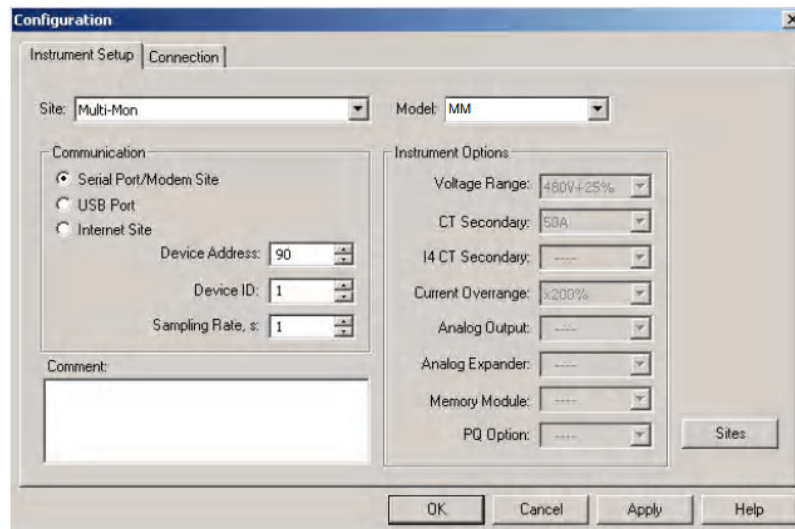 Configuration
Instrument Setup Connection
Site: Multi-Mon Model: MM
Communication
Serial Port/Modem Site
USB Port
Internet Site
Device Address: 90
Device ID: 1
Sampling Rate, s: 1
Comment:
Instrument Options
Voltage Range: 480V+25%
CT Secondary: 50A
I4 CT Secondary: ----
Current Overrange: x200%
Analog Output: ----
Analog Expander: ----
Memory Module: ----
PQ Option: ----
Sites
OK Cancel Apply Help